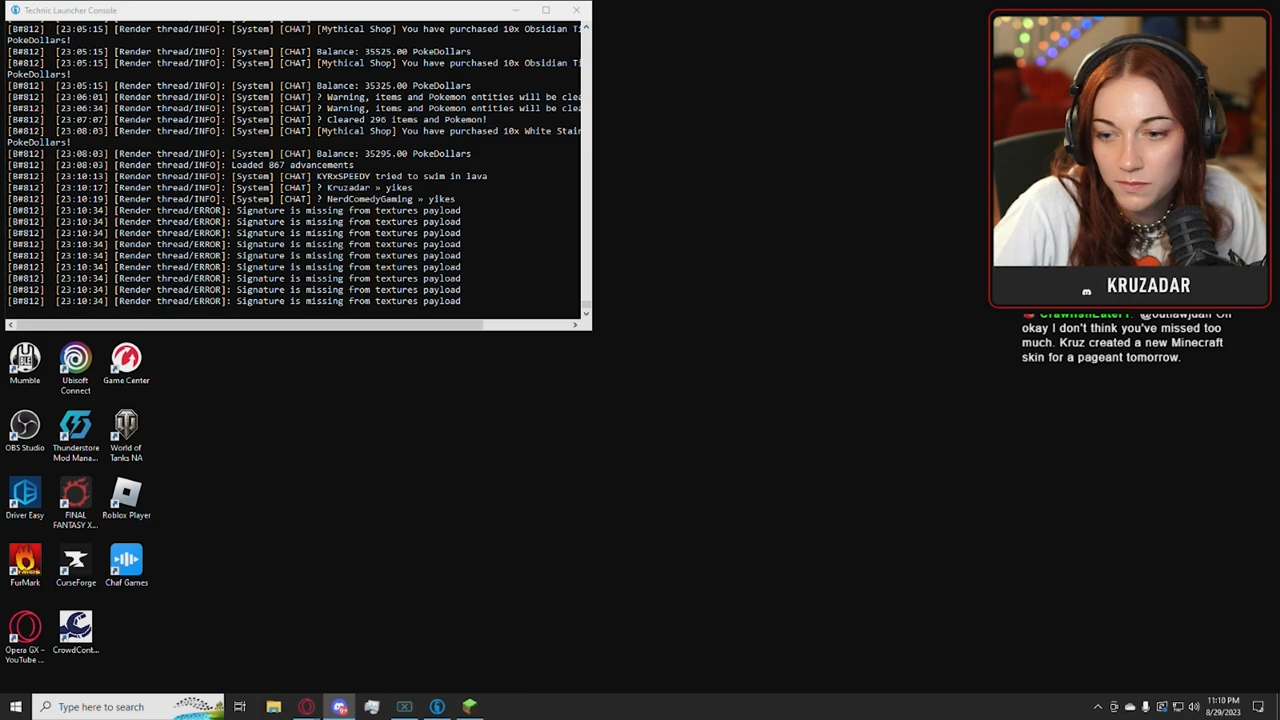 Technic Launcher Console
[B#812] [23:05:15] [Render thread/INFO]: [System] [CHAT] [Mythical Shop] You have purchased 10x Obsidian Ti
PokeDollars!
[B#812] [23:05:15] [Render thread/INFO]: [System] [CHAT] Balance: 35525.00 PokeDollars
[B#812] [23:05:15] [Render thread/INFO]: [System] [CHAT] [Mythical Shop] You have purchased 10x Obsidian Ti
PokeDollars!
[B#812] [23:05:15] [Render thread/INFO]: [System] [CHAT] Balance: 35325.00 PokeDollars
[B#812] [23:06:01] [Render thread/INFO]: [System] [CHAT] ? Warning, items and Pokemon entities will be clea
[B#812] [23:06:34] [Render thread/INFO]: [System] [CHAT] ? Warning, items and Pokemon entities will be clea
[B#812] [23:07:07] [Render thread/INFO]: [System] [CHAT] ? Cleared 296 items and Pokemon!
[B#812] [23:08:03] [Render thread/INFO]: [System] [CHAT] [Mythical Shop] You have purchased 10x White Stain
PokeDollars!
[B#812] [23:08:03] [Render thread/INFO]: [System] [CHAT] Balance: 35295.00 PokeDollars
[B#812] [23:08:03] [Render thread/INFO]: Loaded 867 advancements
[B#812] [23:10:13] [Render thread/INFO]: [System] [CHAT] KYRxSPEEDY tried to swim in lava
[B#812] [23:10:17] [Render thread/INFO]: [System] [CHAT] ? Kruzadar » yikes
[B#812] [23:10:19] [Render thread/INFO]: [System] [CHAT] ? NerdComedyGaming » yikes
[B#812] [23:10:34] [Render thread/ERROR]: Signature is missing from textures payload
[B#812] [23:10:34] [Render thread/ERROR]: Signature is missing from textures payload
[B#812] [23:10:34] [Render thread/ERROR]: Signature is missing from textures payload
[B#812] [23:10:34] [Render thread/ERROR]: Signature is missing from textures payload
[B#812] [23:10:34] [Render thread/ERROR]: Signature is missing from textures payload
[B#812] [23:10:34] [Render thread/ERROR]: Signature is missing from textures payload
[B#812] [23:10:34] [Render thread/ERROR]: Signature is missing from textures payload
[B#812] [23:10:34] [Render thread/ERROR]: Signature is missing from textures payload
[B#812] [23:10:34] [Render thread/ERROR]: Signature is missing from textures payload
KRUZADAR
@outlawjuan Oh
okay I don't think you've missed too
much. Kruz created a new Minecraft
skin for a pageant tomorrow.
Mumble
Ubisoft
Connect
Game Center
OBS Studio
Thunderstore
Mod Mana...
World of
Tanks NA
Driver Easy
FINAL
FANTASY X...
Roblox Player
FurMark
CurseForge
Chaf Games
Opera GX –
YouTube ...
CrowdCont...
Type here to search
11:10 PM
8/29/2023